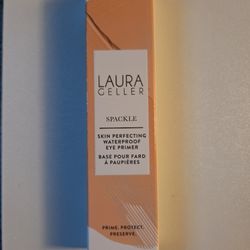 LAURA
GELLER
SPACKLE
SKIN PERFECTING
WATERPROOF
EYE PRIMER
BASE POUR FARD
À PAUPIÈRES
PRIME. PROTECT.
PRESERVE.